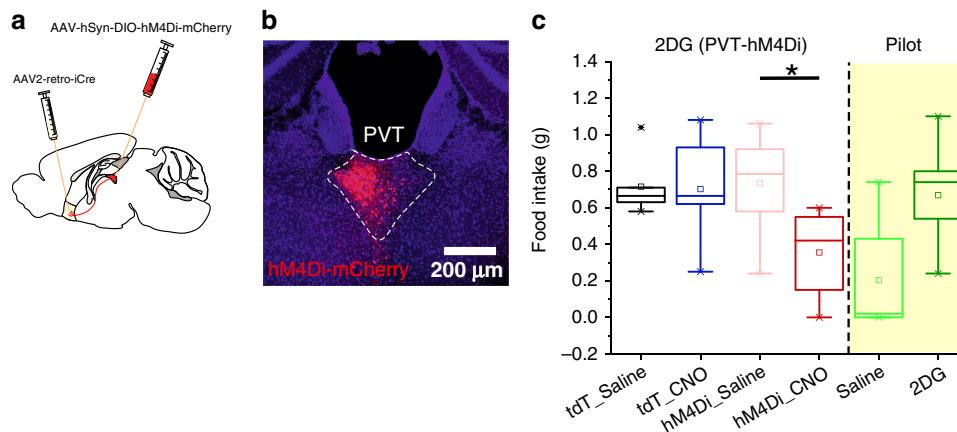 a
AAV-hSyn-DIO-hM4Di-mCherry
AAV2-retro-iCre
b
PVT
hM4Di-mCherry
200 µm
c
2DG (PVT-hM4Di)
Pilot
*
Food intake (g)
1.4
1.2
1.0
0.8
0.6
0.4
0.2
0.0
−0.2
tdT_Saline
tdT_CNO
hM4Di_Saline
hM4Di_CNO
Saline
2DG